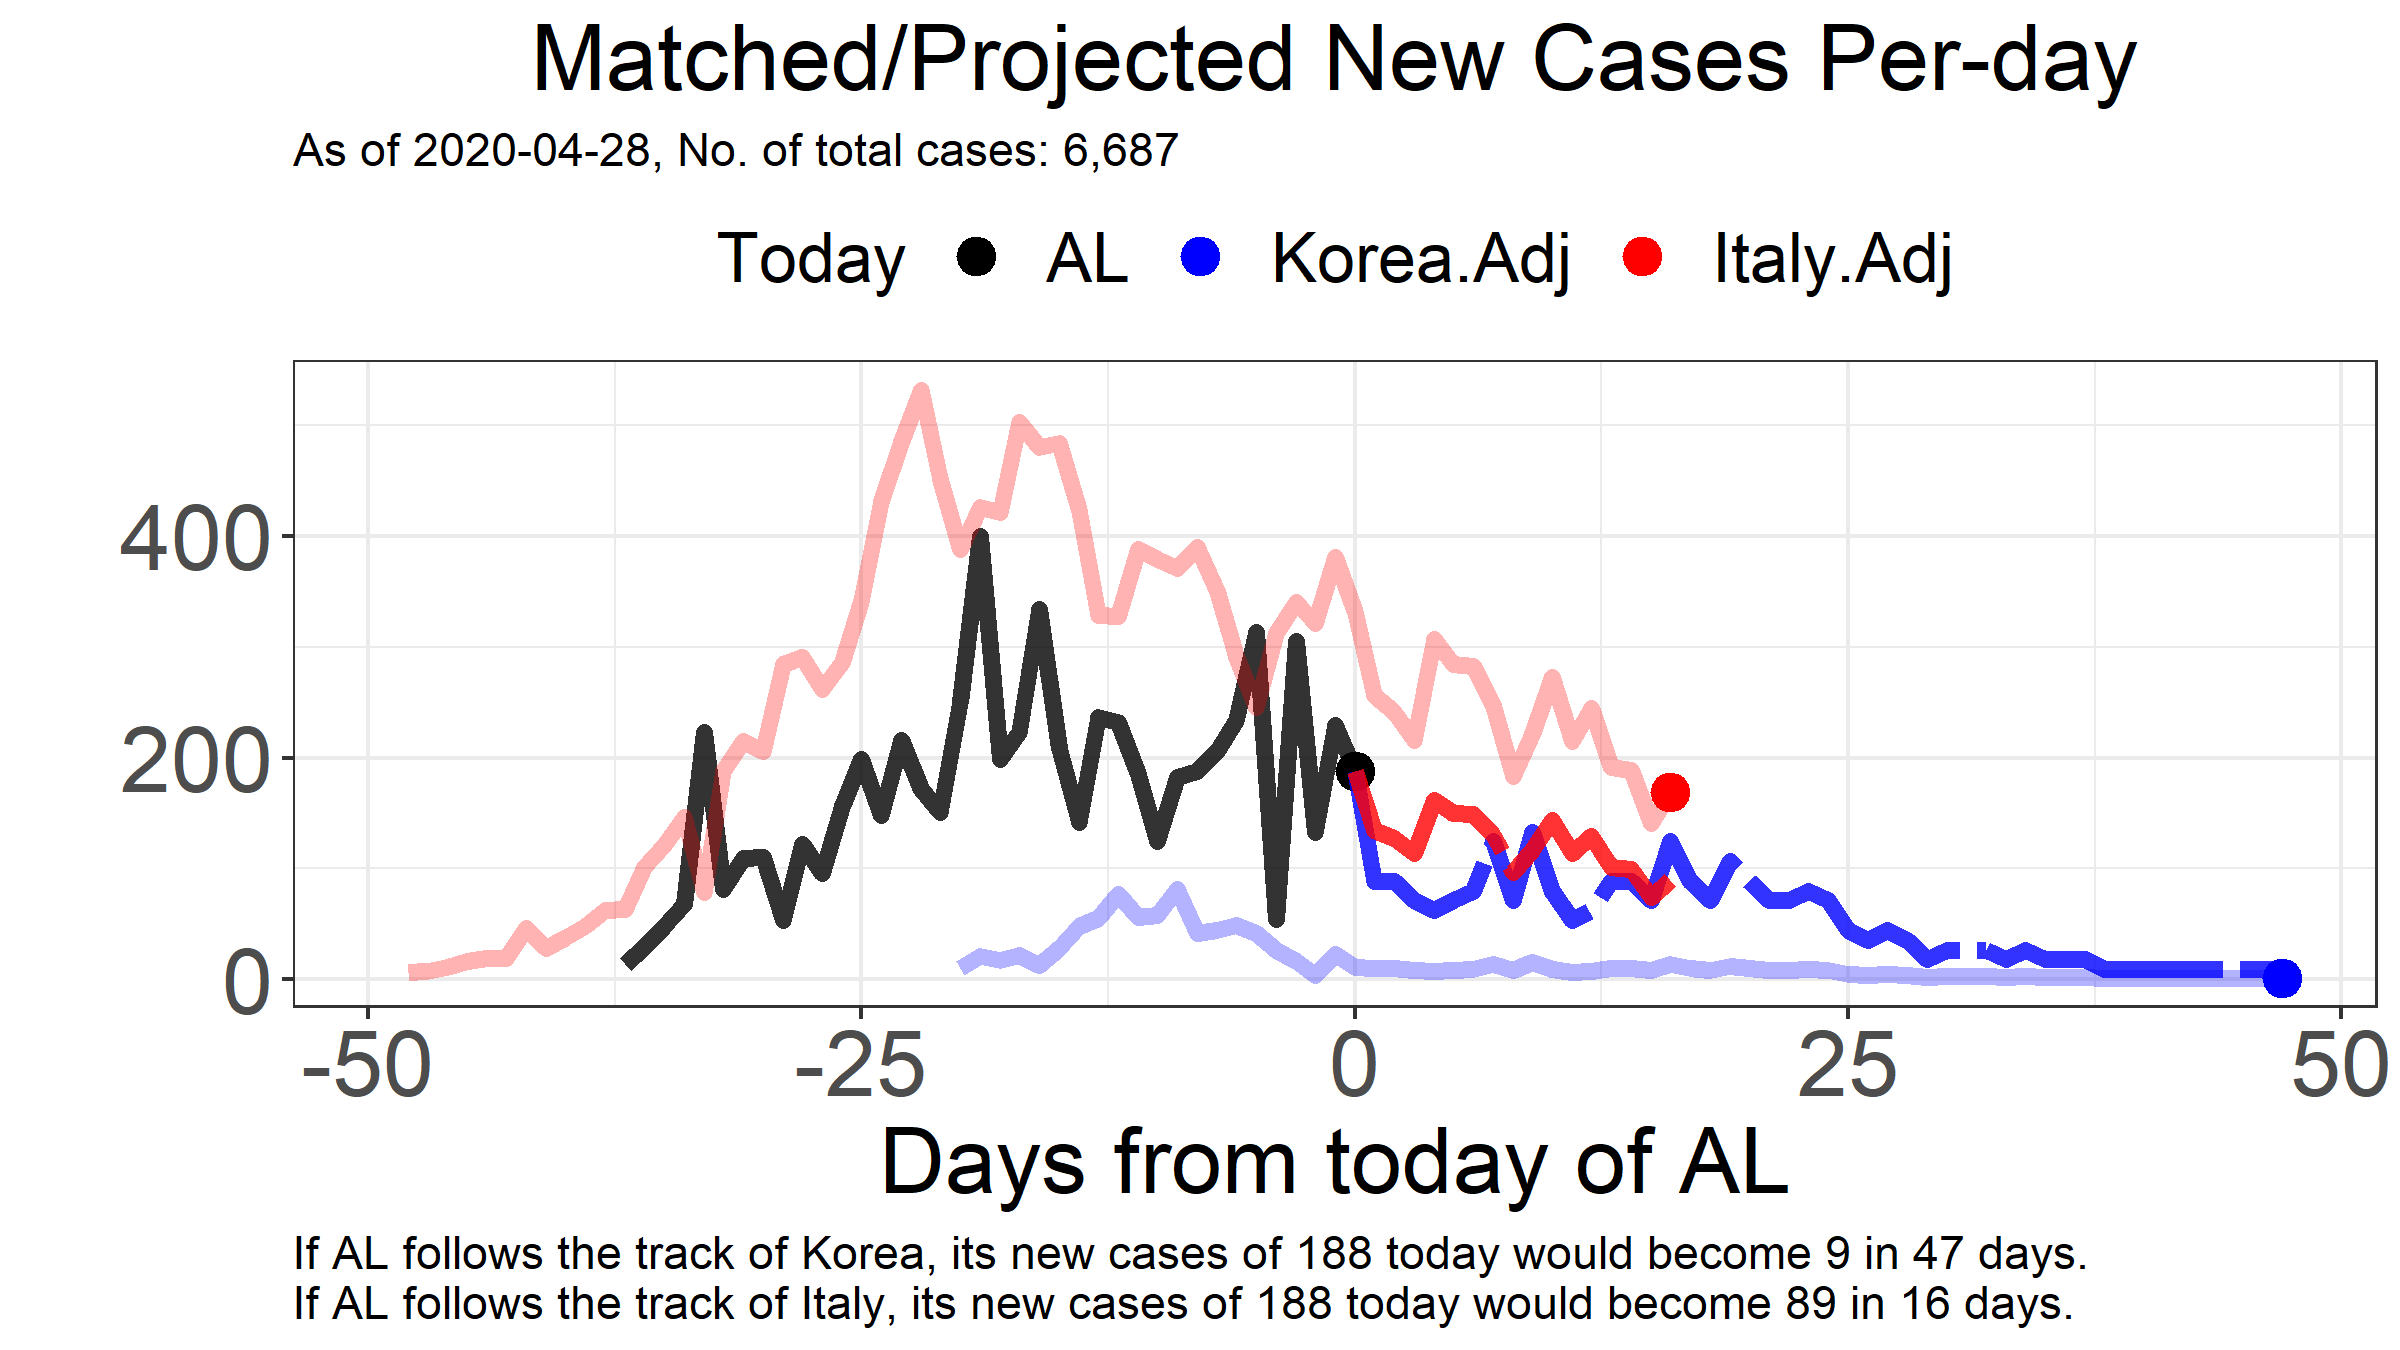 Matched/Projected New Cases Per-day
As of 2020-04-28, No. of total cases: 6,687
Today AL Korea.Adj Italy.Adj
400
200
0
-50 -25 0 25 50
Days from today of AL
If AL follows the track of Korea, its new cases of 188 today would become 9 in 47 days.
If AL follows the track of Italy, its new cases of 188 today would become 89 in 16 days.